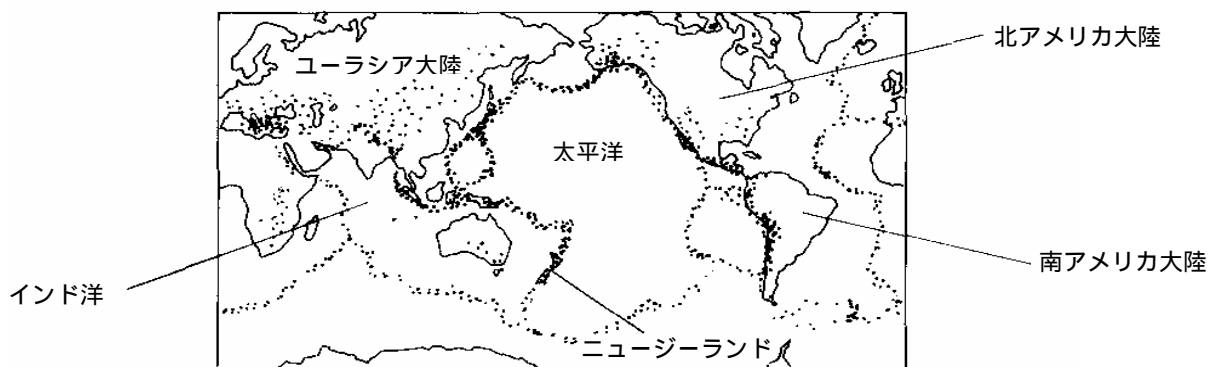 北アメリカ大陸
ユーラシア大陸
太平洋
南アメリカ大陸
インド洋
ニュージーランド